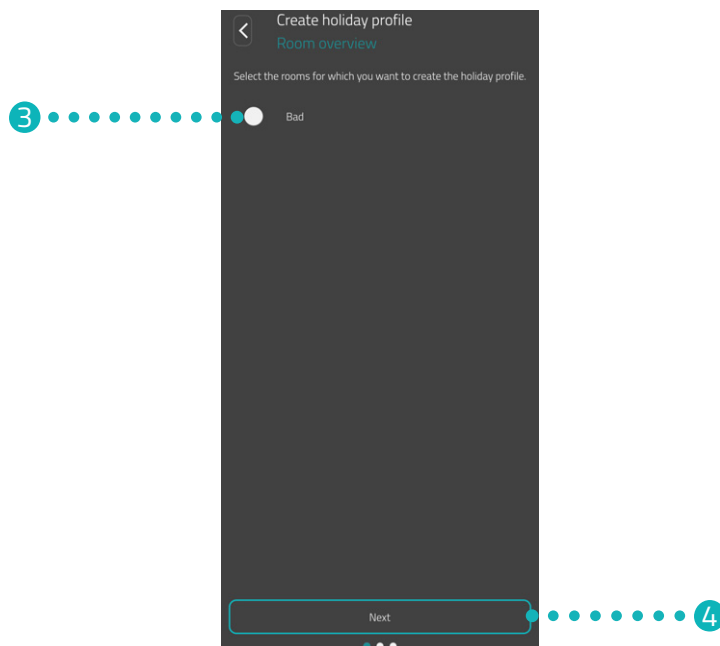 Create holiday profile
Room overview
Select the rooms for which you want to create the holiday profile.
3
Bad
Next
4